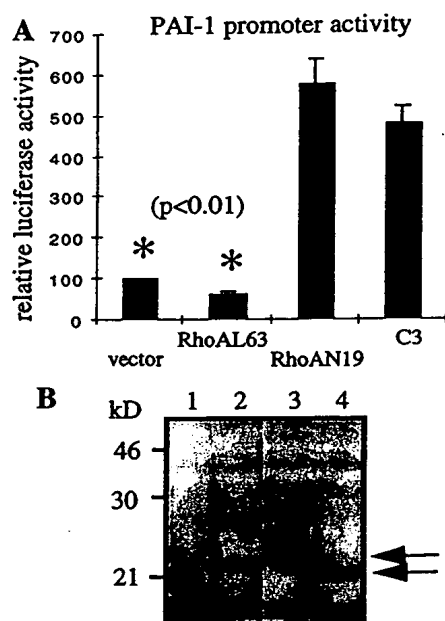 A PAI-1 promoter activity
relative luciferase activity
700
600
500
400
300
200
100
0
(p<0.01)
* *
RhoAL63 C3
vector RhoAN19
B kD 1 2 3 4
46
30
21